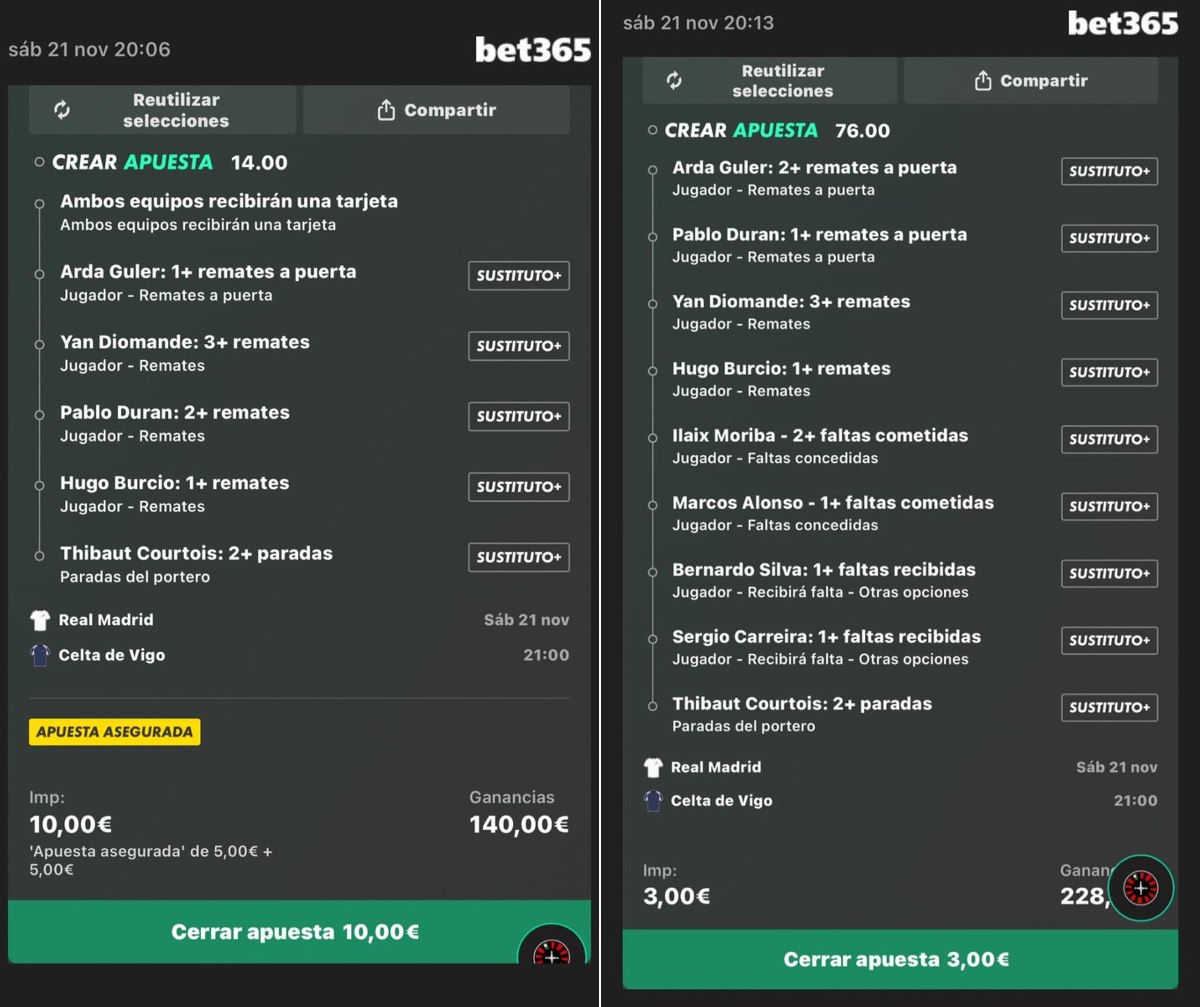 sáb 21 nov 20:06
bet365
Reutilizar
selecciones
Compartir
CREAR APUESTA 14.00
Ambos equipos recibirán una tarjeta
Ambos equipos recibirán una tarjeta
Arda Guler: 1+ remates a puerta
SUSTITUTO+
Jugador - Remates a puerta
Yan Diomande: 3+ remates
SUSTITUTO+
Jugador - Remates
Pablo Duran: 2+ remates
SUSTITUTO+
Jugador - Remates
Hugo Burcio: 1+ remates
SUSTITUTO+
Jugador - Remates
Thibaut Courtois: 2+ paradas
SUSTITUTO+
Paradas del portero
Real Madrid
Sáb 21 nov
Celta de Vigo
21:00
APUESTA ASEGURADA
Imp:
Ganancias
10,00€
140,00€
'Apuesta asegurada' de 5,00€ +
5,00€
Cerrar apuesta 10,00€
sáb 21 nov 20:13
bet365
Reutilizar
selecciones
Compartir
CREAR APUESTA 76.00
Arda Guler: 2+ remates a puerta
SUSTITUTO+
Jugador - Remates a puerta
Pablo Duran: 1+ remates a puerta
SUSTITUTO+
Jugador - Remates a puerta
Yan Diomande: 3+ remates
SUSTITUTO+
Jugador - Remates
Hugo Burcio: 1+ remates
SUSTITUTO+
Jugador - Remates
Ilaix Moriba - 2+ faltas cometidas
SUSTITUTO+
Jugador - Faltas concedidas
Marcos Alonso - 1+ faltas cometidas
SUSTITUTO+
Jugador - Faltas concedidas
Bernardo Silva: 1+ faltas recibidas
SUSTITUTO+
Jugador - Recibirá falta - Otras opciones
Sergio Carreira: 1+ faltas recibidas
SUSTITUTO+
Jugador - Recibirá falta - Otras opciones
Thibaut Courtois: 2+ paradas
SUSTITUTO+
Paradas del portero
Real Madrid
Sáb 21 nov
Celta de Vigo
21:00
Imp:
3,00€
228,
Cerrar apuesta 3,00€